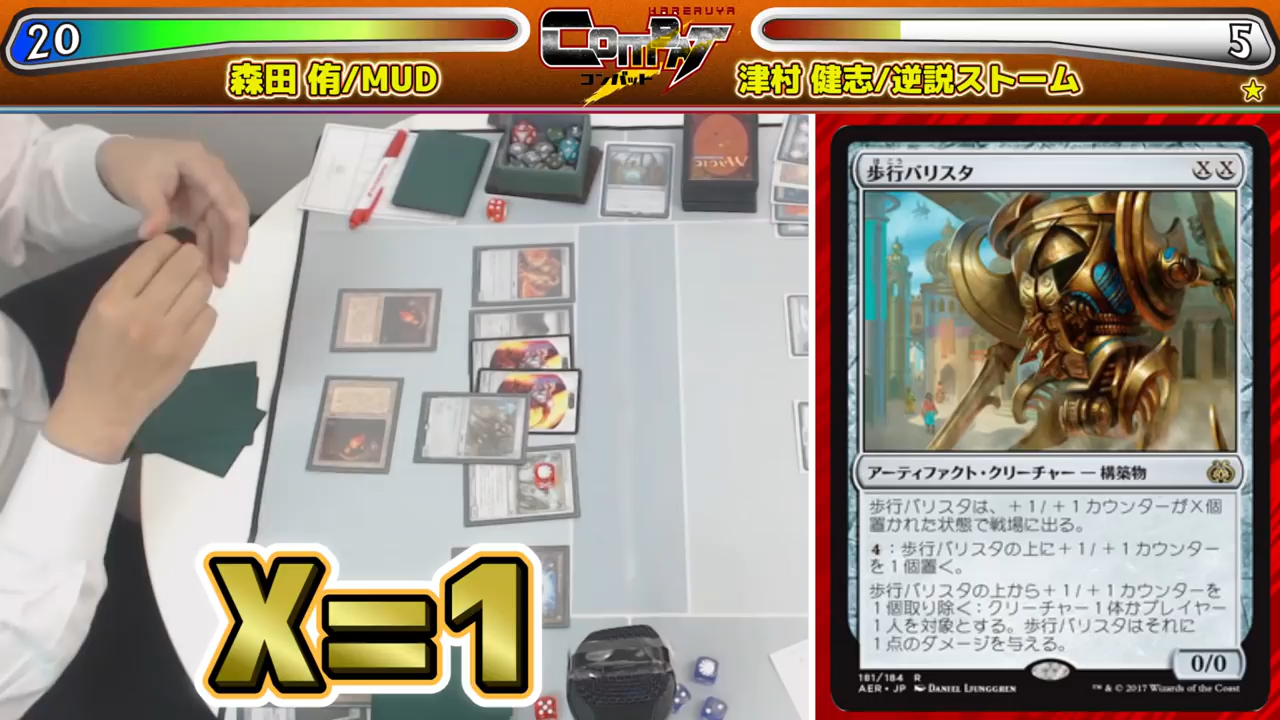 20
HARERUYA
COMPAT
コンパット
5
森田 侑/MUD
津村 健志/逆説ストーム
MAGIC
X=1
ほこう
歩行バリスタ
XX
アーティファクト・クリーチャー ― 構築物
歩行バリスタは、+1/+1カウンターがX個
置かれた状態で戦場に出る。
4:歩行バリスタの上に+1/+1カウンター
を1個置く。
歩行バリスタの上から+1/+1カウンターを
1個取り除く:クリーチャー1体かプレイヤー
1人を対象とする。歩行バリスタはそれに
1点のダメージを与える。
0/0
181/184 R
AER • JP DANIEL LJUNGGREN
™ & © 2017 Wizards of the Coast